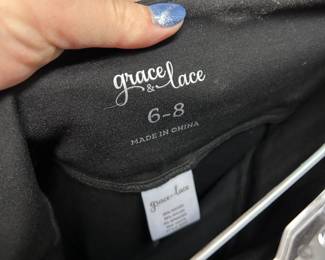 grace & lace
6-8
MADE IN CHINA
grace & lace